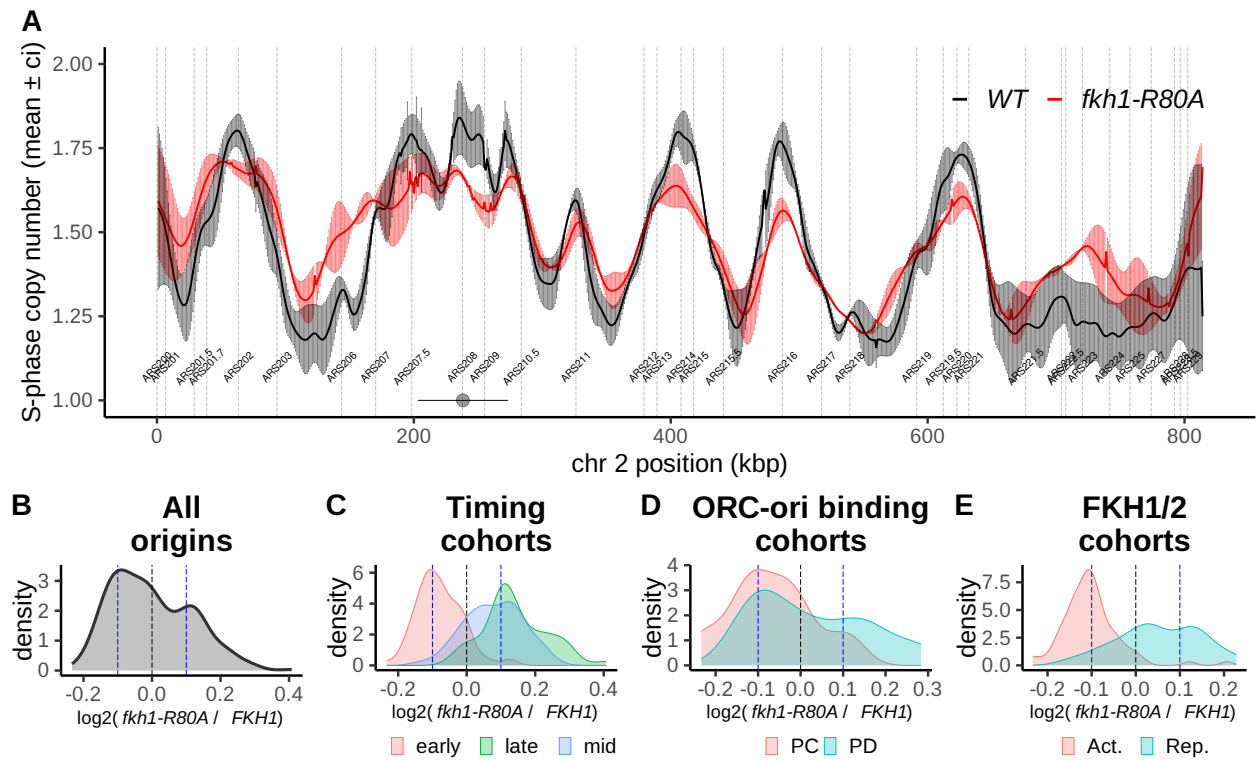 A
S-phase copy number (mean ± ci)
2.00
1.75
1.50
1.25
1.00
WT fkh1-R80A
ARS200 ARS201 ARS201.5 ARS201.7 ARS202 ARS203 ARS206 ARS207 ARS207.5 ARS208 ARS209 ARS210.5 ARS211 ARS212 ARS213 ARS214 ARS215 ARS215.5 ARS216 ARS217 ARS218 ARS219 ARS219.5 ARS220 ARS221 ARS221.5 ARS223 ARS224 ARS225 ARS227 ARS229
0 200 400 600 800
chr 2 position (kbp)
B
All
origins
density
3
2
1
0
-0.2 0.0 0.2 0.4
log2( fkh1-R80A / FKH1)
C
Timing
cohorts
density
6
4
2
0
-0.2 0.0 0.2 0.4
log2( fkh1-R80A / FKH1)
early late mid
D
ORC-ori binding
cohorts
density
4
3
2
1
0
-0.2 -0.1 0.0 0.1 0.2 0.3
log2( fkh1-R80A / FKH1)
PC PD
E
FKH1/2
cohorts
density
7.5
5.0
2.5
0.0
-0.2 -0.1 0.0 0.1 0.2
log2( fkh1-R80A / FKH1)
Act. Rep.